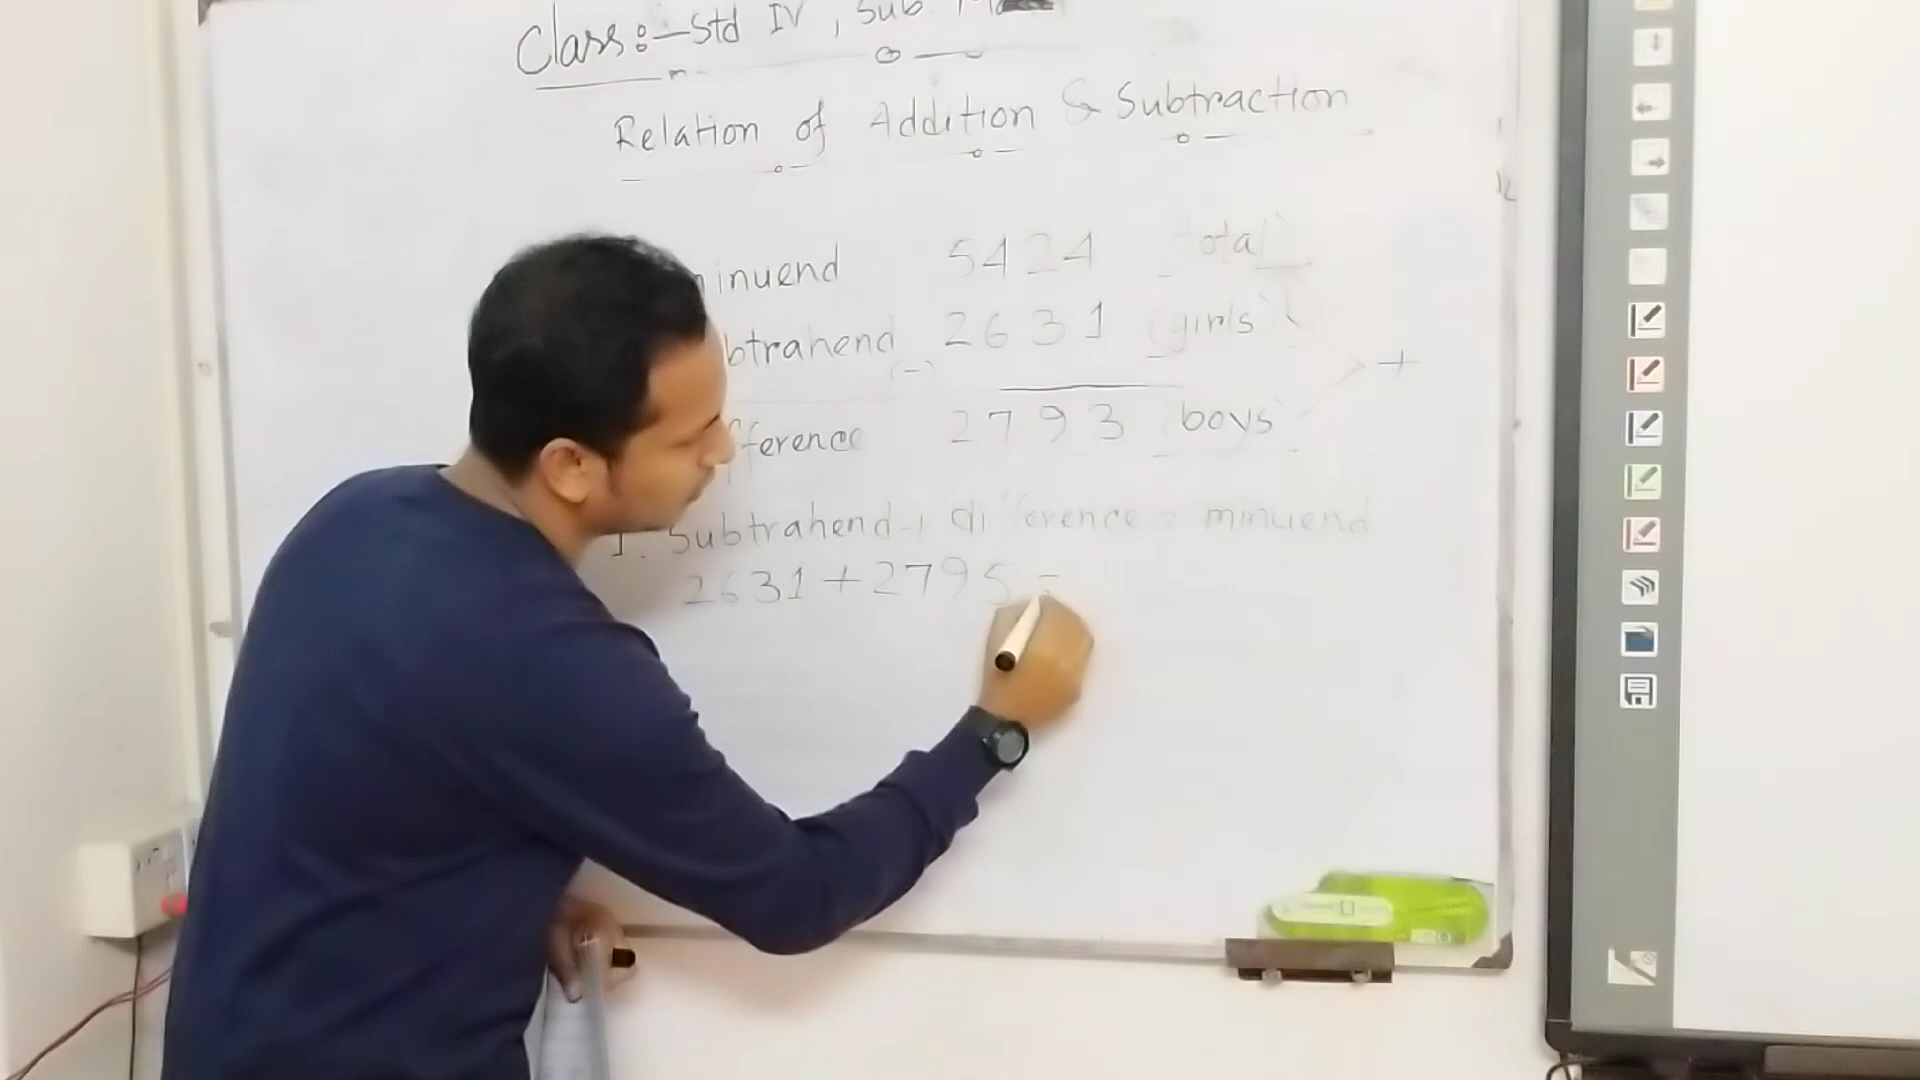 Class:- Std IV, Sub
Relation of Addition & Subtraction
minuend 5424 total
btrahend (-) 2631 (girls) > +
fference 2793 (boys)
1. Subtrahend + difference = minuend
2631 + 2795 =